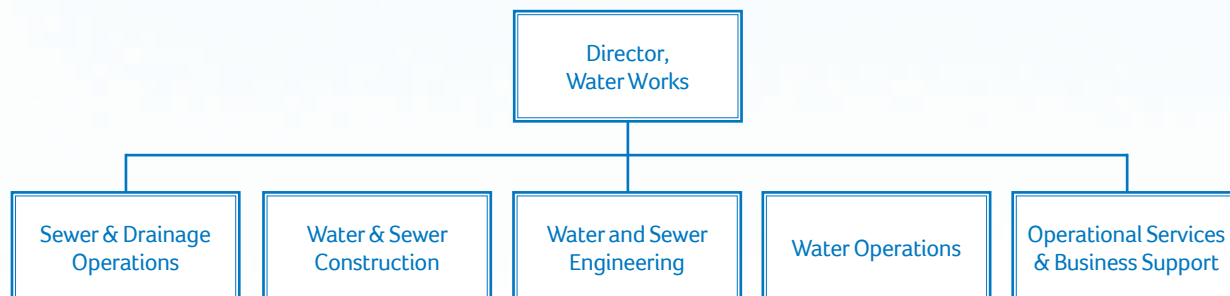 Director,
Water Works
Sewer & Drainage
Operations
Water & Sewer
Construction
Water and Sewer
Engineering
Water Operations
Operational Services
& Business Support